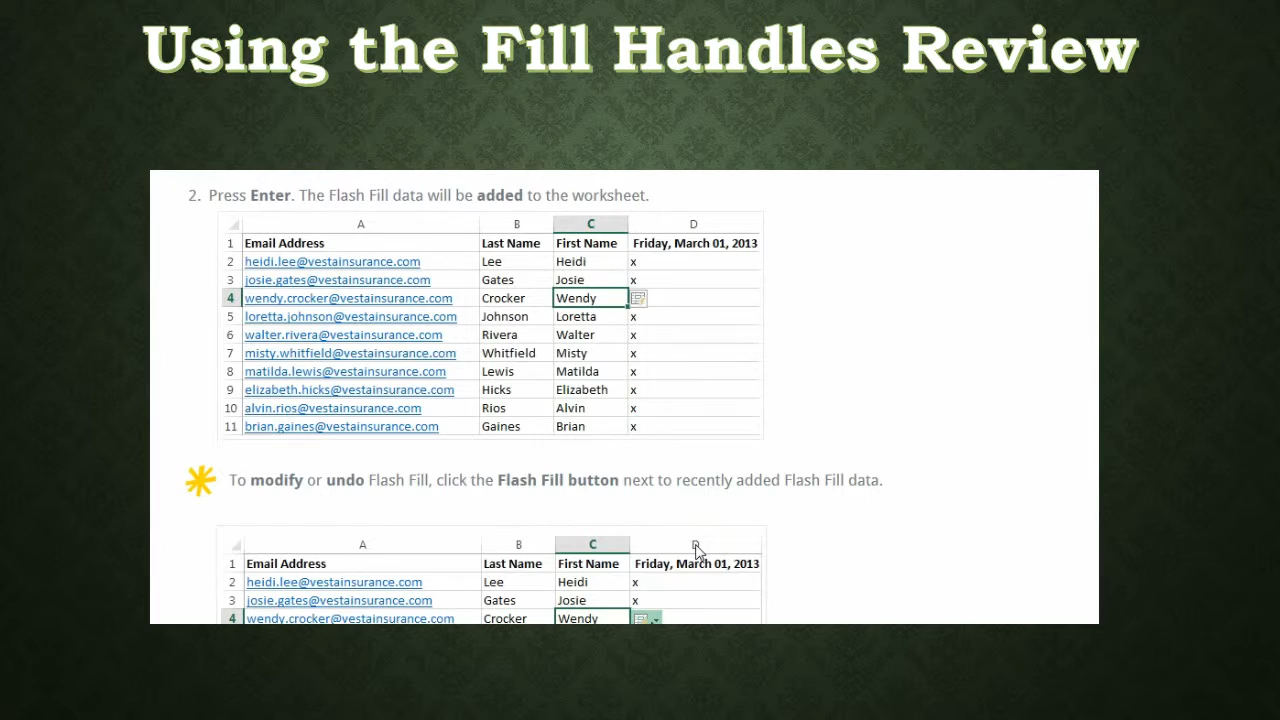 Using the Fill Handles Review
2. Press Enter. The Flash Fill data will be added to the worksheet.
A B C D
1 Email Address Last Name First Name Friday, March 01, 2013
2 heidi.lee@vestainsurance.com Lee Heidi x
3 josie.gates@vestainsurance.com Gates Josie x
4 wendy.crocker@vestainsurance.com Crocker Wendy
5 loretta.johnson@vestainsurance.com Johnson Loretta x
6 walter.rivera@vestainsurance.com Rivera Walter x
7 misty.whitfield@vestainsurance.com Whitfield Misty x
8 matilda.lewis@vestainsurance.com Lewis Matilda x
9 elizabeth.hicks@vestainsurance.com Hicks Elizabeth x
10 alvin.rios@vestainsurance.com Rios Alvin x
11 brian.gaines@vestainsurance.com Gaines Brian x
To modify or undo Flash Fill, click the Flash Fill button next to recently added Flash Fill data.
A B C D
1 Email Address Last Name First Name Friday, March 01, 2013
2 heidi.lee@vestainsurance.com Lee Heidi x
3 josie.gates@vestainsurance.com Gates Josie x
4 wendy.crocker@vestainsurance.com Crocker Wendy